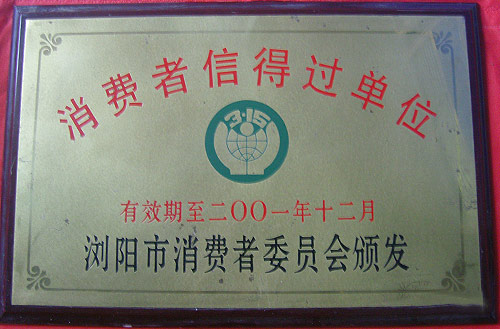 消费者信得过单位
3·15
有效期至二〇〇一年十二月
浏阳市消费者委员会颁发